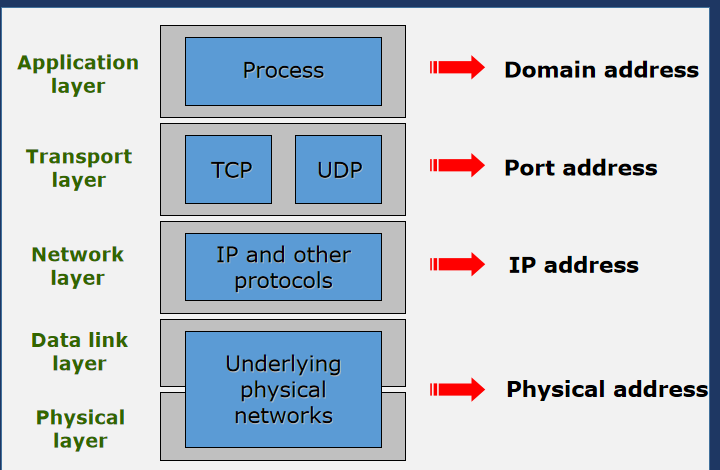 Application
layer
Process
Domain address
Transport
layer
TCP
UDP
Port address
Network
layer
IP and other
protocols
IP address
Data link
layer
Underlying
physical
networks
Physical address
Physical
layer